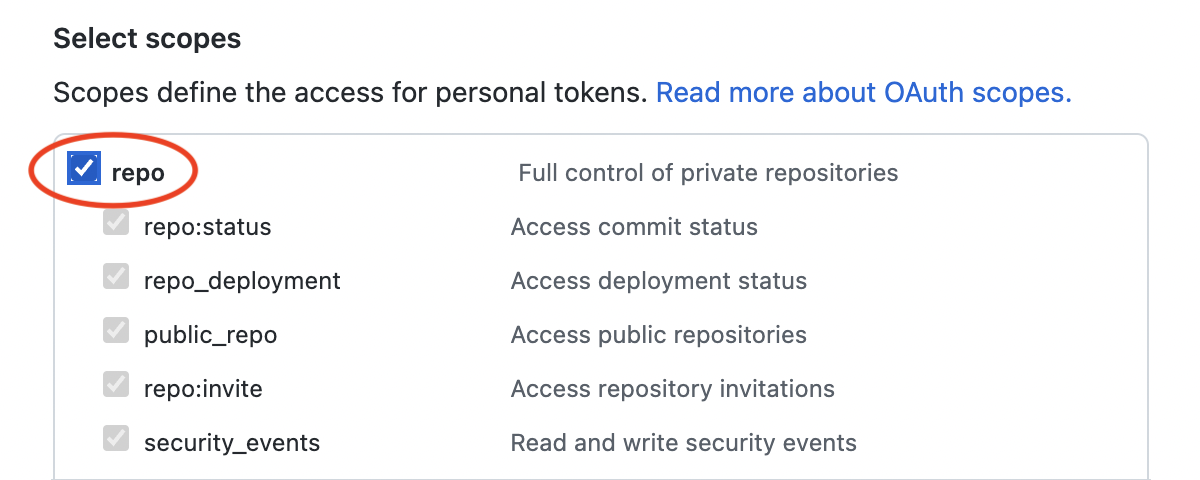 Select scopes
Scopes define the access for personal tokens. Read more about OAuth scopes.
repo Full control of private repositories
repo:status Access commit status
repo_deployment Access deployment status
public_repo Access public repositories
repo:invite Access repository invitations
security_events Read and write security events